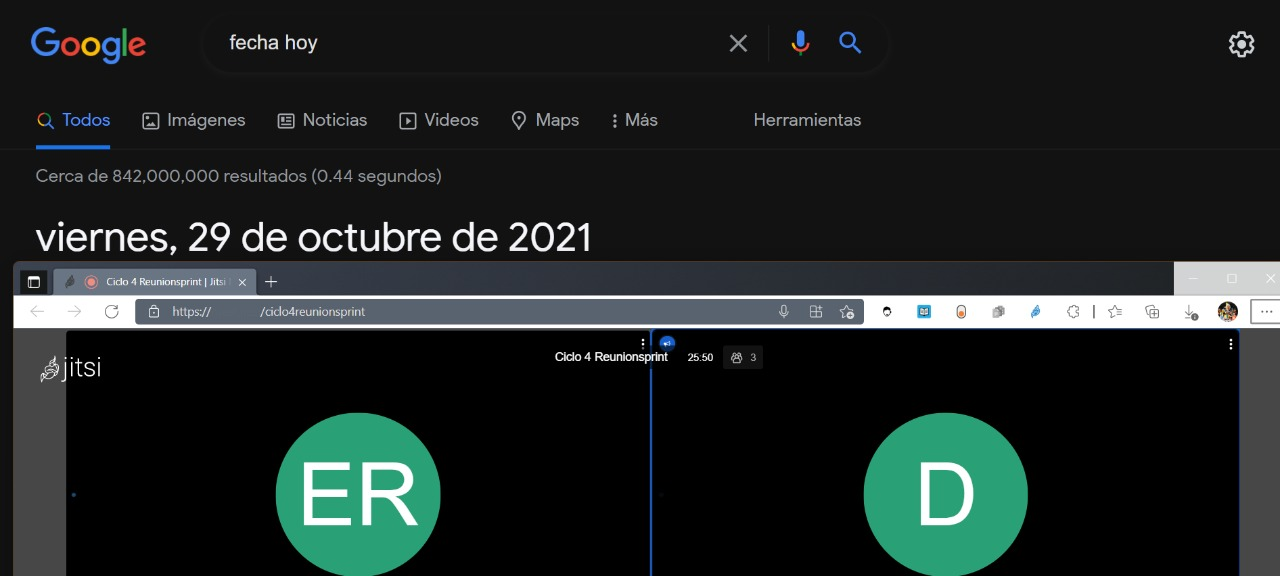 Google
fecha hoy
Todos
Imágenes
Noticias
Videos
Maps
Más
Herramientas
Cerca de 842,000,000 resultados (0.44 segundos)
viernes, 29 de octubre de 2021
Ciclo 4 Reunionsprint | Jitsi
https:// /ciclo4reunionsprint
jitsi
Ciclo 4 Reunionsprint 25:50 3
ER
D